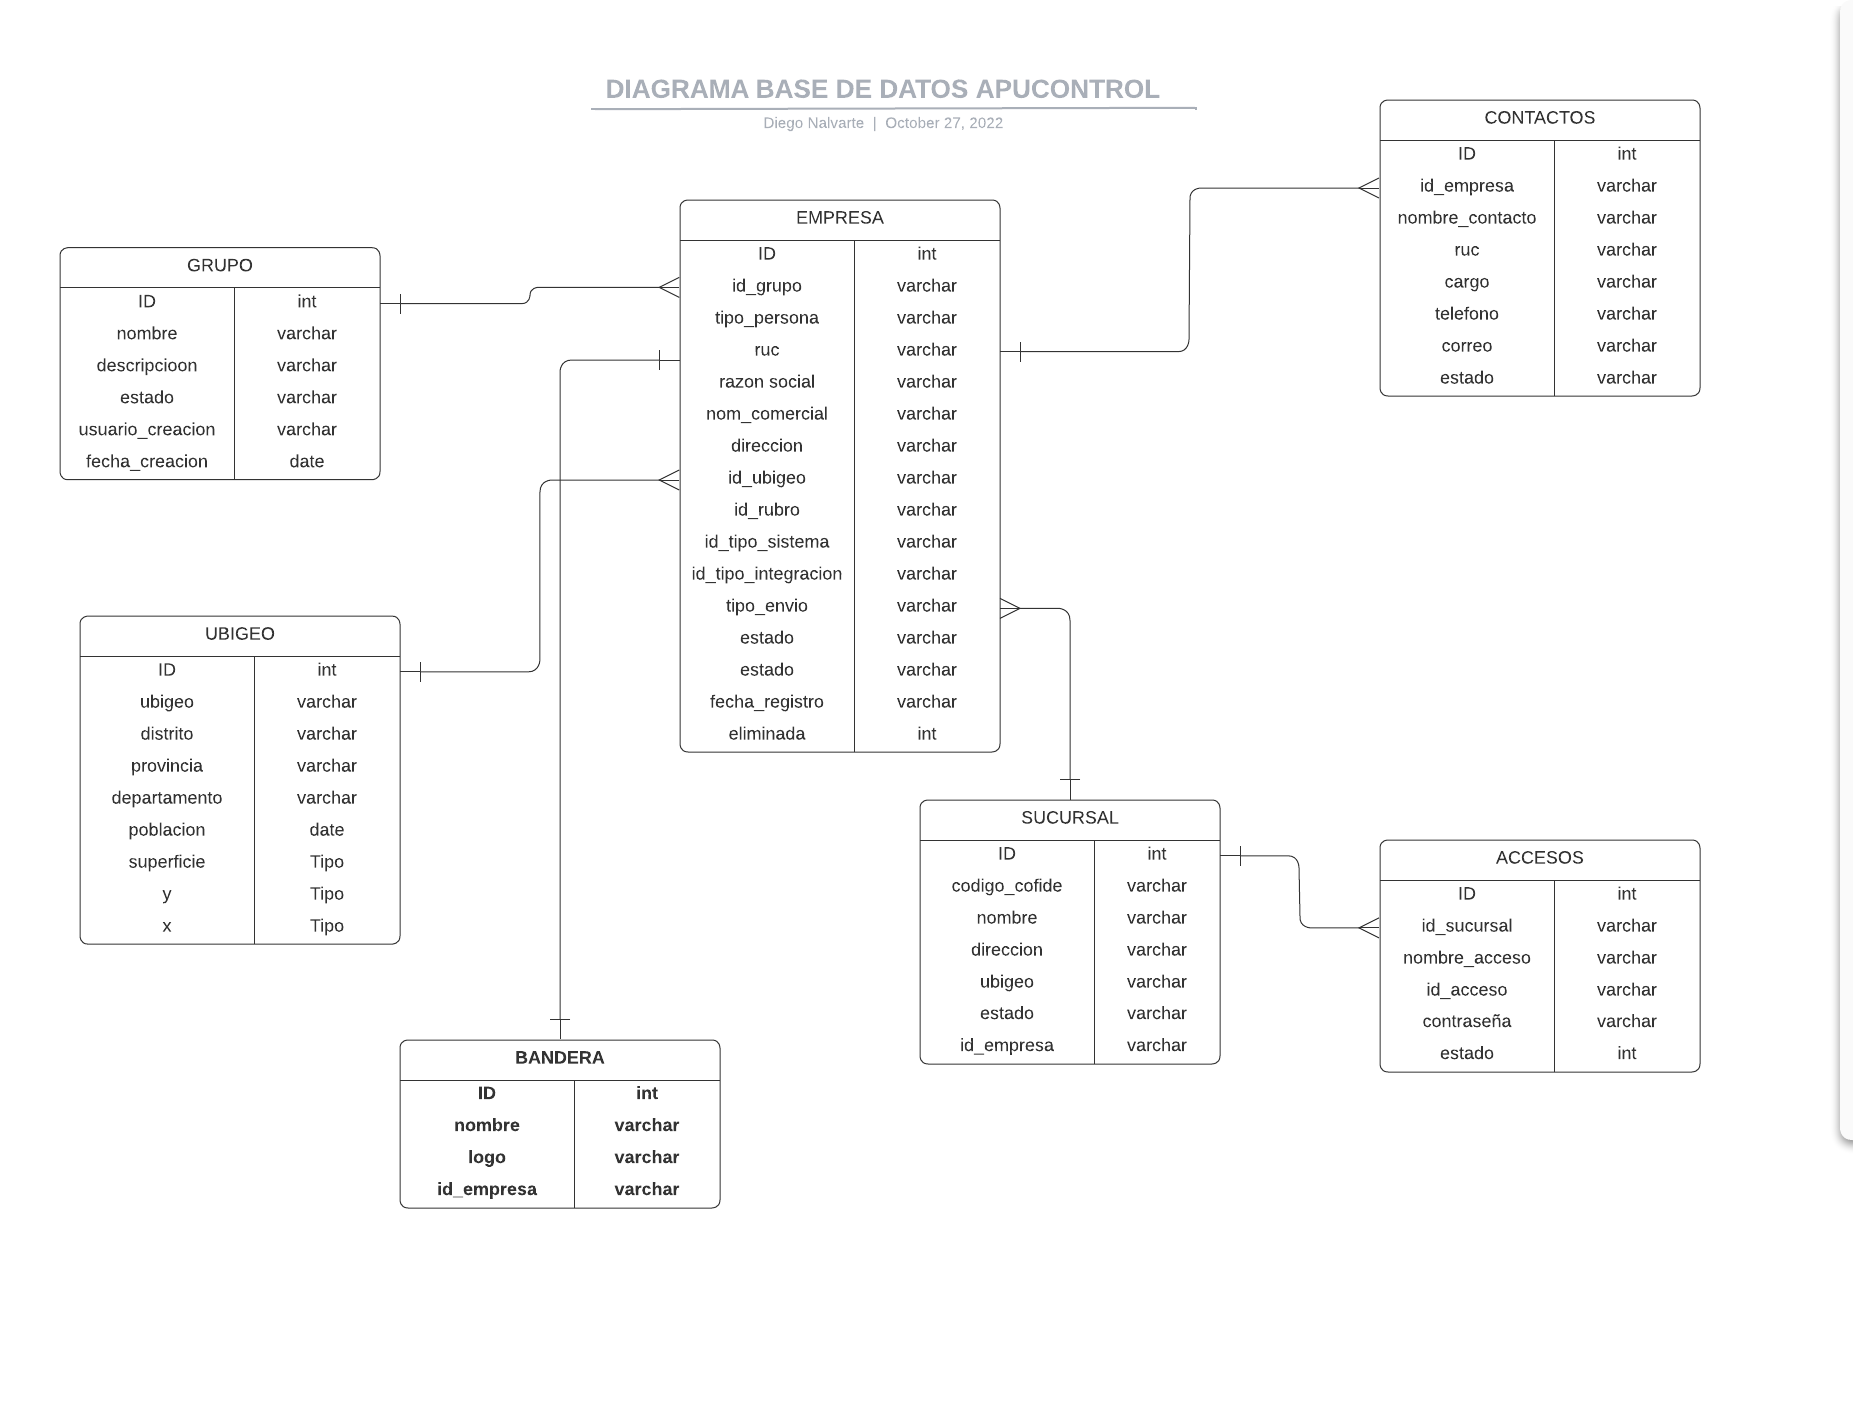 DIAGRAMA BASE DE DATOS APUCONTROL
Diego Nalvarte | October 27, 2022
GRUPO
ID int
nombre varchar
descripcioon varchar
estado varchar
usuario_creacion varchar
fecha_creacion date
EMPRESA
ID int
id_grupo varchar
tipo_persona varchar
ruc varchar
razon social varchar
nom_comercial varchar
direccion varchar
id_ubigeo varchar
id_rubro varchar
id_tipo_sistema varchar
id_tipo_integracion varchar
tipo_envio varchar
estado varchar
estado varchar
fecha_registro varchar
eliminada int
CONTACTOS
ID int
id_empresa varchar
nombre_contacto varchar
ruc varchar
cargo varchar
telefono varchar
correo varchar
estado varchar
UBIGEO
ID int
ubigeo varchar
distrito varchar
provincia varchar
departamento varchar
poblacion date
superficie Tipo
y Tipo
x Tipo
BANDERA
ID int
nombre varchar
logo varchar
id_empresa varchar
SUCURSAL
ID int
codigo_cofide varchar
nombre varchar
direccion varchar
ubigeo varchar
estado varchar
id_empresa varchar
ACCESOS
ID int
id_sucursal varchar
nombre_acceso varchar
id_acceso varchar
contraseña varchar
estado int